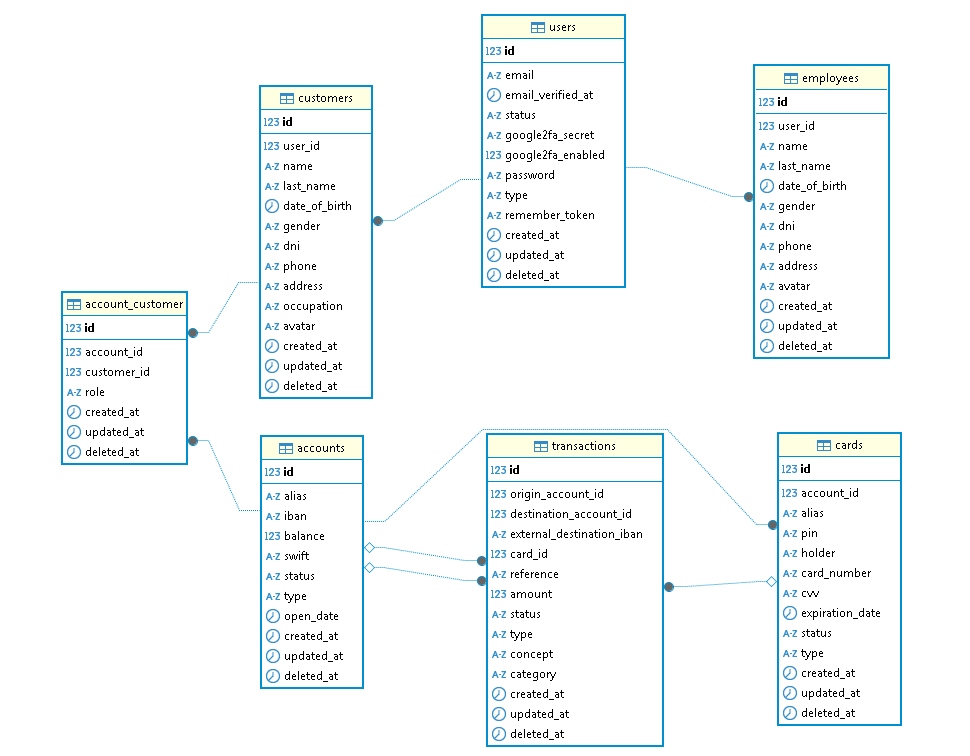 users
123 id
A-Z email
email_verified_at
A-Z status
A-Z google2fa_secret
123 google2fa_enabled
A-Z password
A-Z type
A-Z remember_token
created_at
updated_at
deleted_at
employees
123 id
123 user_id
A-Z name
A-Z last_name
date_of_birth
A-Z gender
A-Z dni
A-Z phone
A-Z address
A-Z avatar
created_at
updated_at
deleted_at
customers
123 id
123 user_id
A-Z name
A-Z last_name
date_of_birth
A-Z gender
A-Z dni
A-Z phone
A-Z address
A-Z occupation
A-Z avatar
created_at
updated_at
deleted_at
account_customer
123 id
123 account_id
123 customer_id
A-Z role
created_at
updated_at
deleted_at
accounts
123 id
A-Z alias
A-Z iban
123 balance
A-Z swift
A-Z status
A-Z type
open_date
created_at
updated_at
deleted_at
transactions
123 id
123 origin_account_id
123 destination_account_id
A-Z external_destination_iban
123 card_id
A-Z reference
123 amount
A-Z status
A-Z type
A-Z concept
A-Z category
created_at
updated_at
deleted_at
cards
123 id
123 account_id
A-Z alias
A-Z pin
A-Z holder
A-Z card_number
A-Z cvv
expiration_date
A-Z status
A-Z type
created_at
updated_at
deleted_at